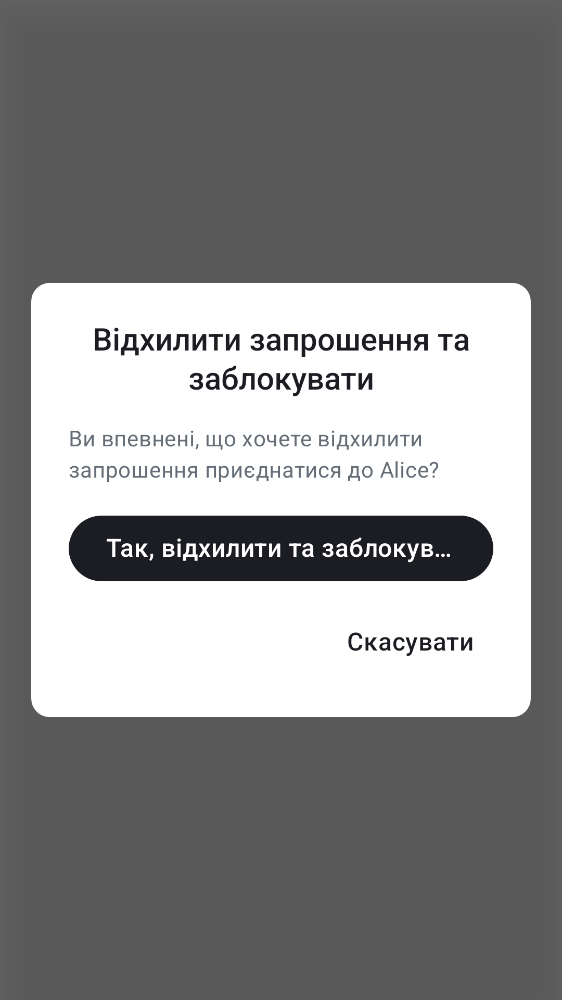 Відхилити запрошення та
заблокувати
Ви впевнені, що хочете відхилити
запрошення приєднатися до Alice?
Так, відхилити та заблокув…
Скасувати